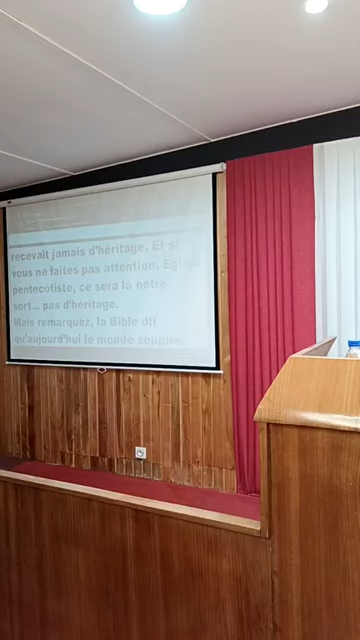 recevait jamais d'héritage. Et si
vous ne faites pas attention, Eglise
pentecôtiste, ce sera là notre
sort... pas d'héritage.
Mais remarquez, la Bible dit
qu'aujourd'hui le monde soupire,